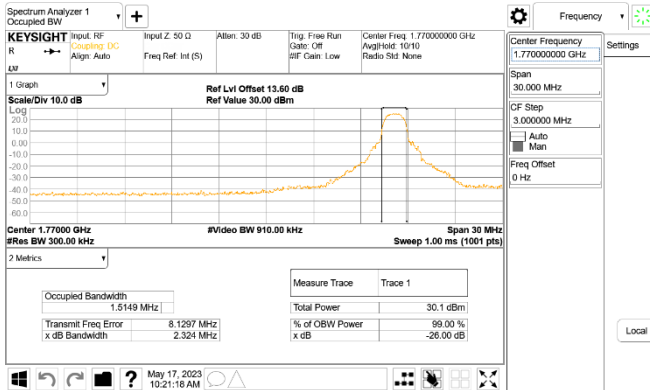 Spectrum Analyzer 1
Occupied BW
+
Frequency
KEYSIGHT
R
Input: RF
Coupling: DC
Align: Auto
Input Z: 50 Ω
Freq Ref: Int (S)
Atten: 30 dB
Trig: Free Run
Gate: Off
#IF Gain: Low
Center Freq: 1.770000000 GHz
Avg|Hold: 10/10
Radio Std: None
Center Frequency
1.770000000 GHz
Settings
Span
30.000 MHz
CF Step
3.000000 MHz
Auto
Man
Freq Offset
0 Hz
Local
1 Graph
Ref Lvl Offset 13.60 dB
Scale/Div 10.0 dB
Ref Value 30.00 dBm
Log
20.0
10.0
0.00
-10.0
-20.0
-30.0
-40.0
-50.0
-60.0
Center 1.77000 GHz
#Video BW 910.00 kHz
Span 30 MHz
#Res BW 300.00 kHz
Sweep 1.00 ms (1001 pts)
2 Metrics
Occupied Bandwidth
1.5149 MHz
Transmit Freq Error
8.1297 MHz
x dB Bandwidth
2.324 MHz
Measure Trace
Trace 1
Total Power
30.1 dBm
% of OBW Power
99.00 %
x dB
-26.00 dB
?
May 17, 2023
10:21:18 AM